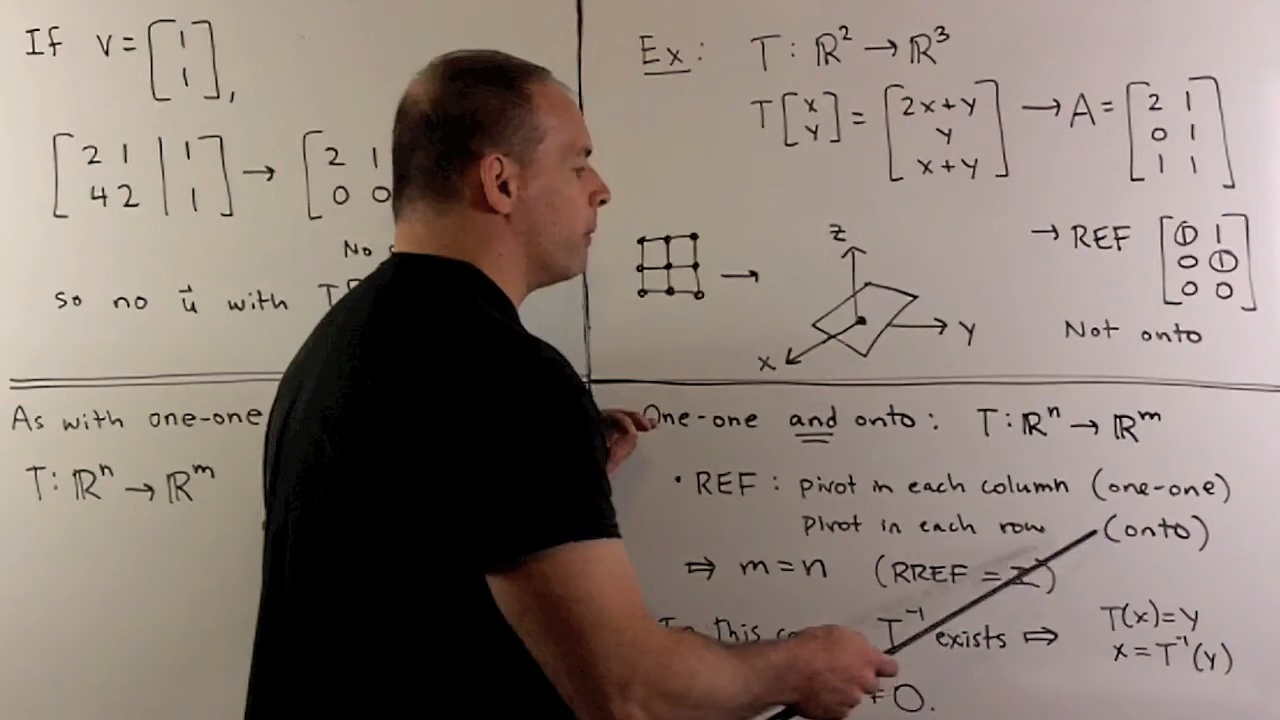 If v = [1 1],
[2 1 | 1
4 2 | 1] → [2 1
0 0
No
so no u⃗ with T
As with one-one
T: ℝⁿ → ℝᵐ
Ex: T: ℝ² → ℝ³
T[x y] = [2x+y
y
x+y] → A = [2 1
0 1
1 1]
→ REF [1 1
0 1
0 0]
Not onto
z
y
x
One-one and onto: T: ℝⁿ → ℝᵐ
• REF: pivot in each column (one-one)
pivot in each row (onto)
⇒ m = n (RREF = I)
this T⁻¹ exists ⇒ T(x)=y
x = T⁻¹(y)
≠ 0.